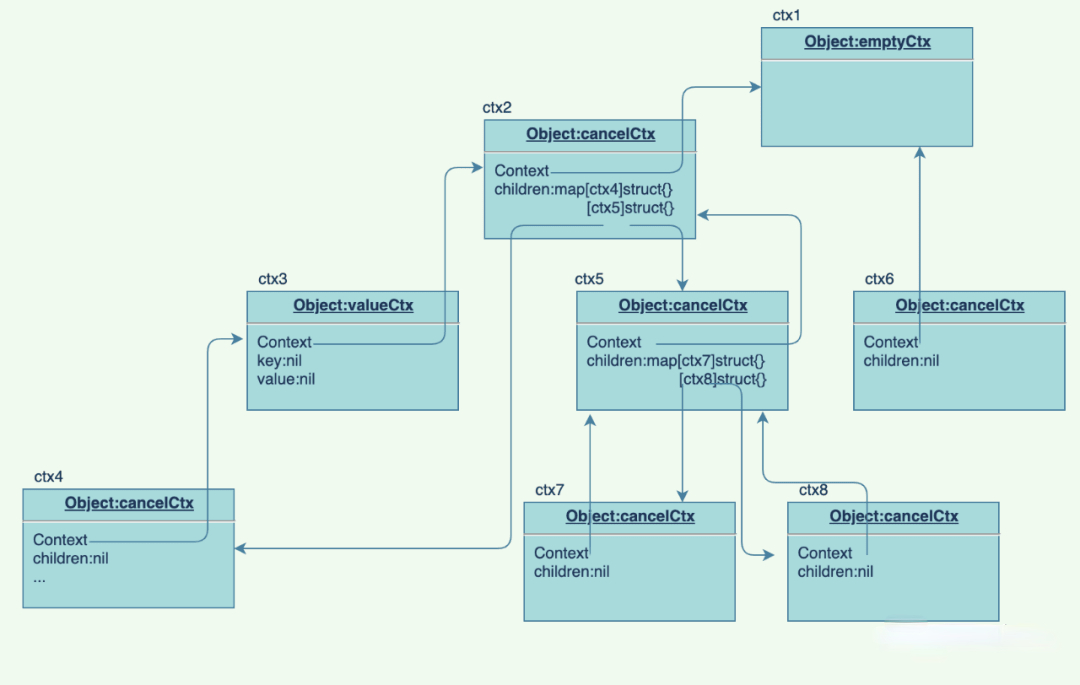 ctx1
Object:emptyCtx
ctx2
Object:cancelCtx
Context
children:map[ctx4]struct{}
[ctx5]struct{}
ctx3
Object:valueCtx
Context
key:nil
value:nil
ctx5
Object:cancelCtx
Context
children:map[ctx7]struct{}
[ctx8]struct{}
ctx6
Object:cancelCtx
Context
children:nil
ctx4
Object:cancelCtx
Context
children:nil
...
ctx7
Object:cancelCtx
Context
children:nil
ctx8
Object:cancelCtx
Context
children:nil